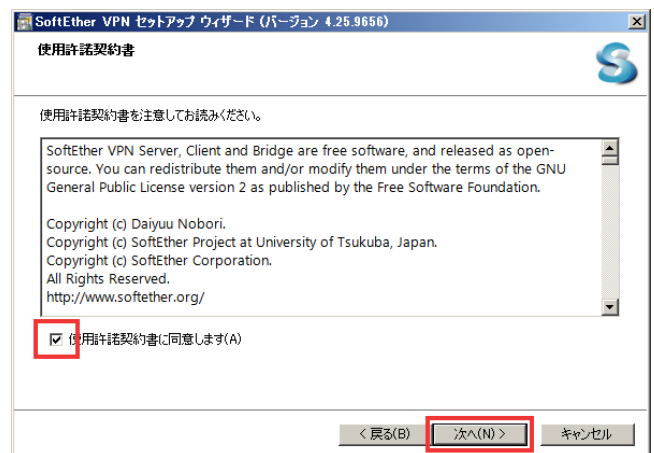 SoftEther VPN セットアップ ウィザード (バージョン 4.25.9656)
使用許諾契約書
使用許諾契約書を注意してお読みください。
SoftEther VPN Server, Client and Bridge are free software, and released as open-
source. You can redistribute them and/or modify them under the terms of the GNU
General Public License version 2 as published by the Free Software Foundation.
Copyright (c) Daiyuu Nobori.
Copyright (c) SoftEther Project at University of Tsukuba, Japan.
Copyright (c) SoftEther Corporation.
All Rights Reserved.
http://www.softether.org/
使用許諾契約書に同意します(A)
< 戻る(B) 次へ(N) > キャンセル